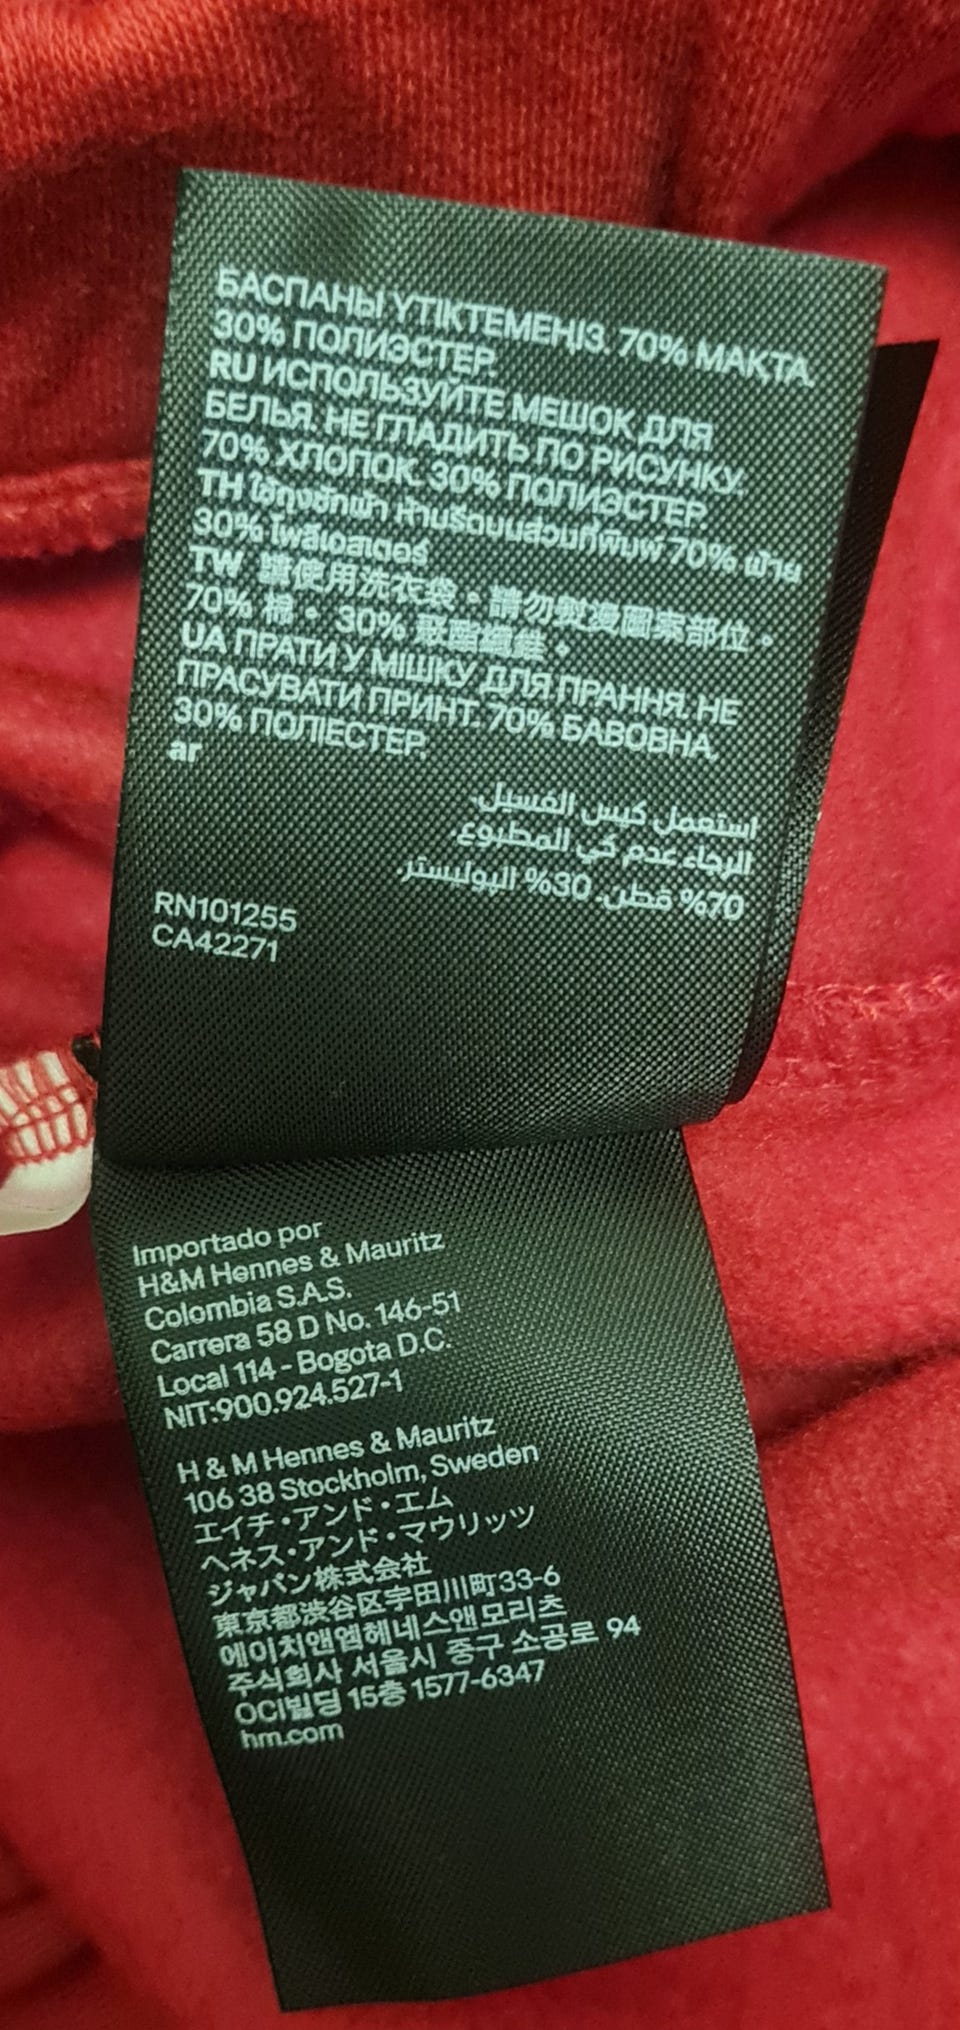 БАСПАНЫ ҮТІКТЕМЕҢІЗ. 70% МАҚТА.
30% ПОЛИЭСТЕР.
RU ИСПОЛЬЗУЙТЕ МЕШОК ДЛЯ
БЕЛЬЯ. НЕ ГЛАДИТЬ ПО РИСУНКУ.
70% ХЛОПОК. 30% ПОЛИЭСТЕР.
TH ใช้ถุงซักผ้า ห้ามรีดบนส่วนที่พิมพ์ 70% ฝ้าย
30% โพลีเอสเตอร์
TW 請使用洗衣袋。請勿熨燙圖案部位。
70% 棉。 30% 聚酯纖維。
UA ПРАТИ У МІШКУ ДЛЯ ПРАННЯ. НЕ
ПРАСУВАТИ ПРИНТ. 70% БАВОВНА.
30% ПОЛІЕСТЕР.
ar
استعمل كيس الغسيل.
الرجاء عدم كي المطبوع.
70% قطن. 30% البوليستر.
RN101255
CA42271
Importado por
H&M Hennes & Mauritz
Colombia S.A.S.
Carrera 58 D No. 146-51
Local 114 - Bogota D.C.
NIT:900.924.527-1
H & M Hennes & Mauritz
106 38 Stockholm, Sweden
エイチ・アンド・エム
ヘネス・アンド・マウリッツ
ジャパン株式会社
東京都渋谷区宇田川町33-6
에이치앤엠헤네스앤모리츠
주식회사 서울시 중구 소공로 94
OCI빌딩 15층 1577-6347
hm.com